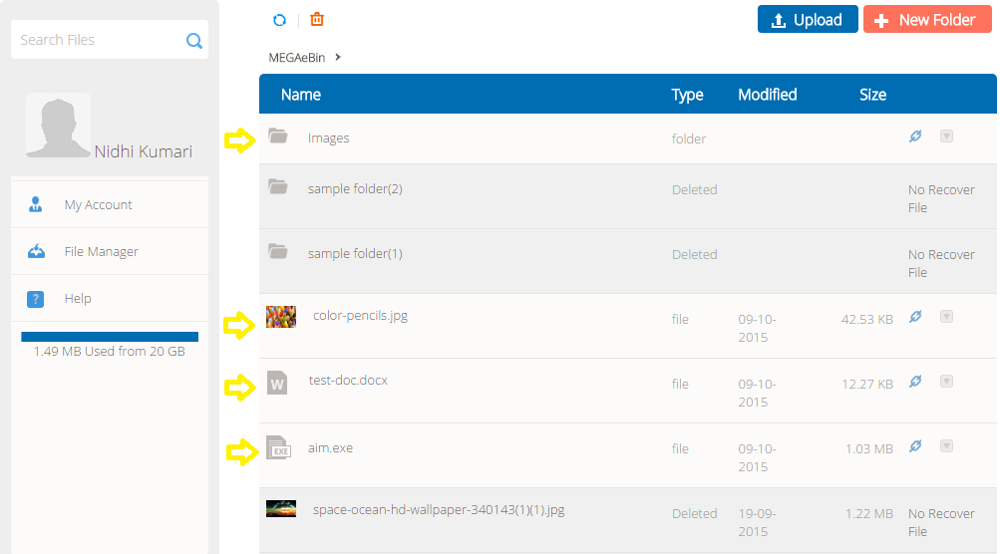 Search Files
Nidhi Kumari
My Account
File Manager
?
Help
1.49 MB Used from 20 GB
Upload
New Folder
MEGAeBin
Name Type Modified Size
Images folder
sample folder(2) Deleted No Recover
File
sample folder(1) Deleted No Recover
File
color-pencils.jpg file 09-10- 42.53 KB
2015
W test-doc.docx file 09-10- 12.27 KB
2015
EXE aim.exe file 09-10- 1.03 MB
2015
space-ocean-hd-wallpaper-340143(1)(1).jpg Deleted 19-09- 1.22 MB No Recover
2015 File